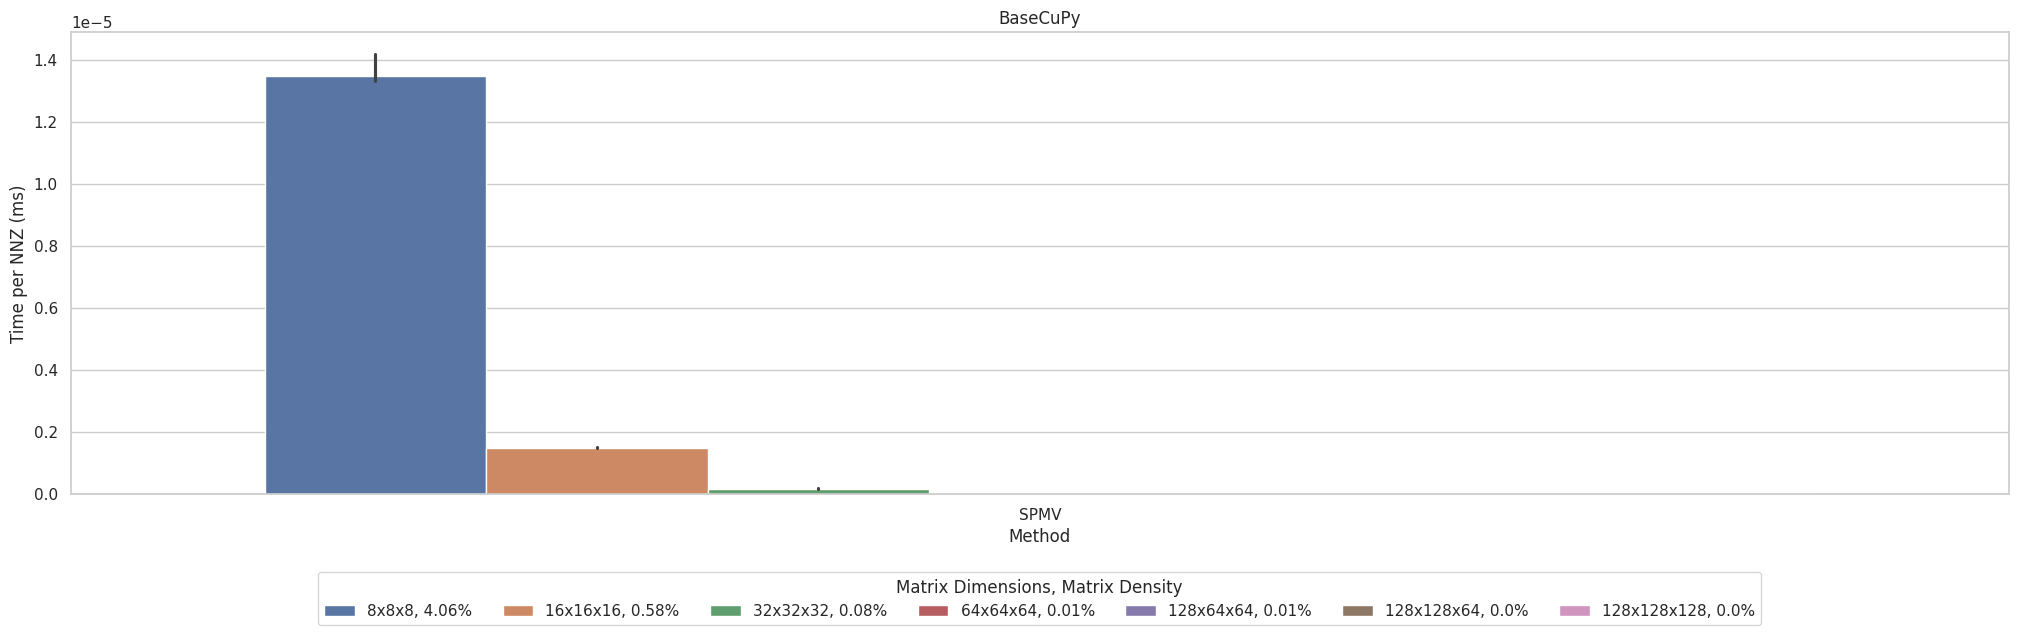 BaseCuPy
1e−5
1.4
1.2
1.0
0.8
0.6
0.4
0.2
0.0
Time per NNZ (ms)
SPMV
Method
Matrix Dimensions, Matrix Density
8x8x8, 4.06% 16x16x16, 0.58% 32x32x32, 0.08% 64x64x64, 0.01% 128x64x64, 0.01% 128x128x64, 0.0% 128x128x128, 0.0%